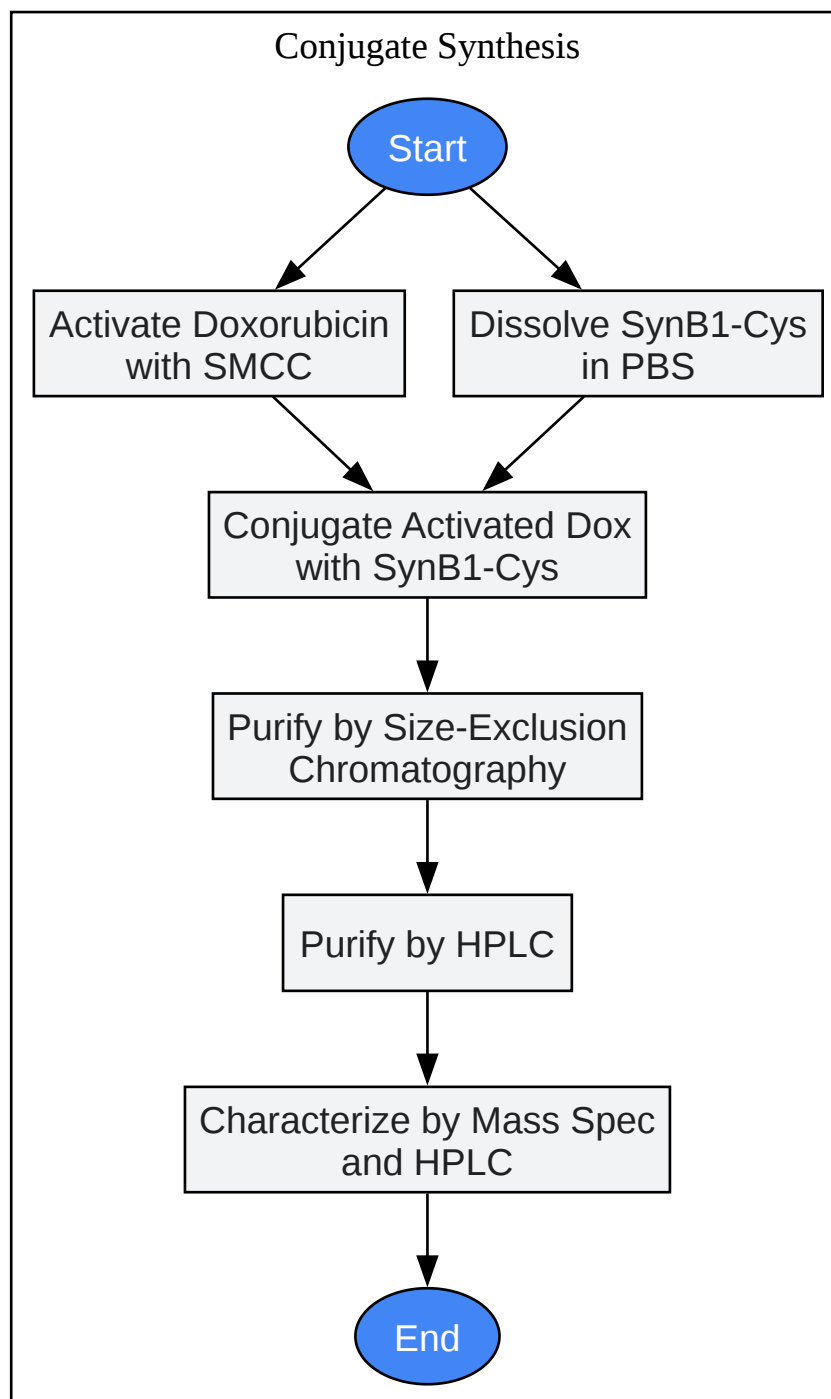 Conjugate Synthesis
Start
Activate Doxorubicin
with SMCC
Dissolve SynB1-Cys
in PBS
Conjugate Activated Dox
with SynB1-Cys
Purify by Size-Exclusion
Chromatography
Purify by HPLC
Characterize by Mass Spec
and HPLC
End